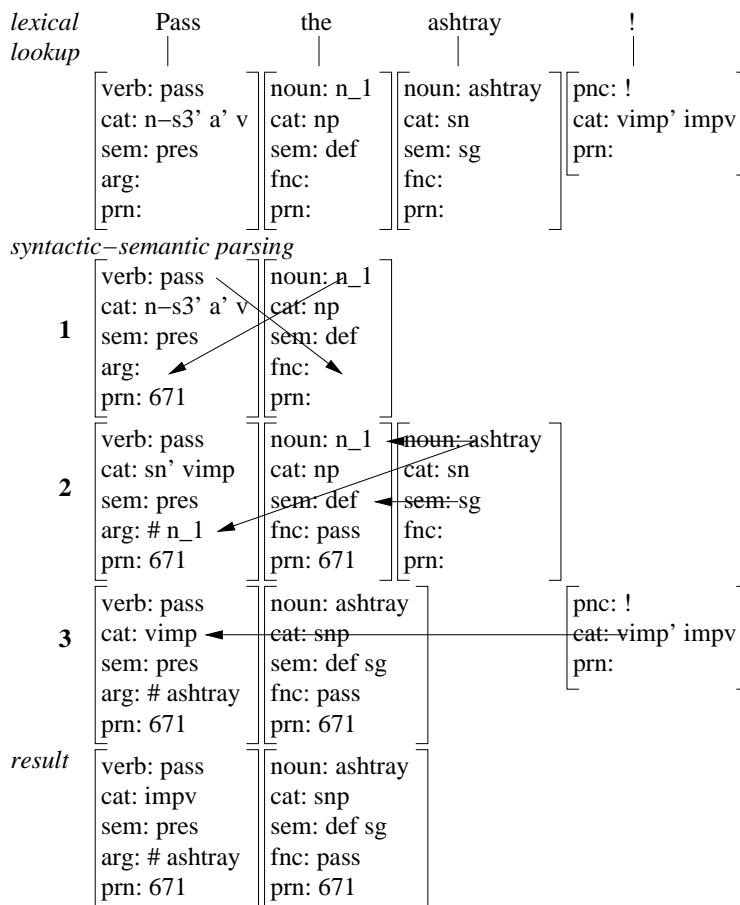 lexical Pass the ashtray !
lookup
verb: pass noun: n_1 noun: ashtray pnc: !
cat: n−s3’ a’ v cat: np cat: sn cat: vimp’ impv
sem: pres sem: def sem: sg prn:
arg: fnc: fnc:
prn: prn: prn:
syntactic−semantic parsing
verb: pass noun: n_1
cat: n−s3’ a’ v cat: np
1 sem: pres sem: def
arg: fnc:
prn: 671 prn:
verb: pass noun: n_1 noun: ashtray
cat: sn’ vimp cat: np cat: sn
2 sem: pres sem: def sem: sg
arg: # n_1 fnc: pass fnc:
prn: 671 prn: 671 prn:
verb: pass noun: ashtray pnc: !
3 cat: vimp cat: snp cat: vimp’ impv
sem: pres sem: def sg prn:
arg: # ashtray fnc: pass
prn: 671 prn: 671
result verb: pass noun: ashtray
cat: impv cat: snp
sem: pres sem: def sg
arg: # ashtray fnc: pass
prn: 671 prn: 671